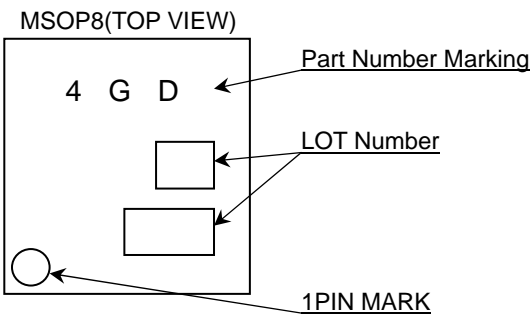 MSOP8(TOP VIEW)
Part Number Marking
4 G D
LOT Number
1PIN MARK